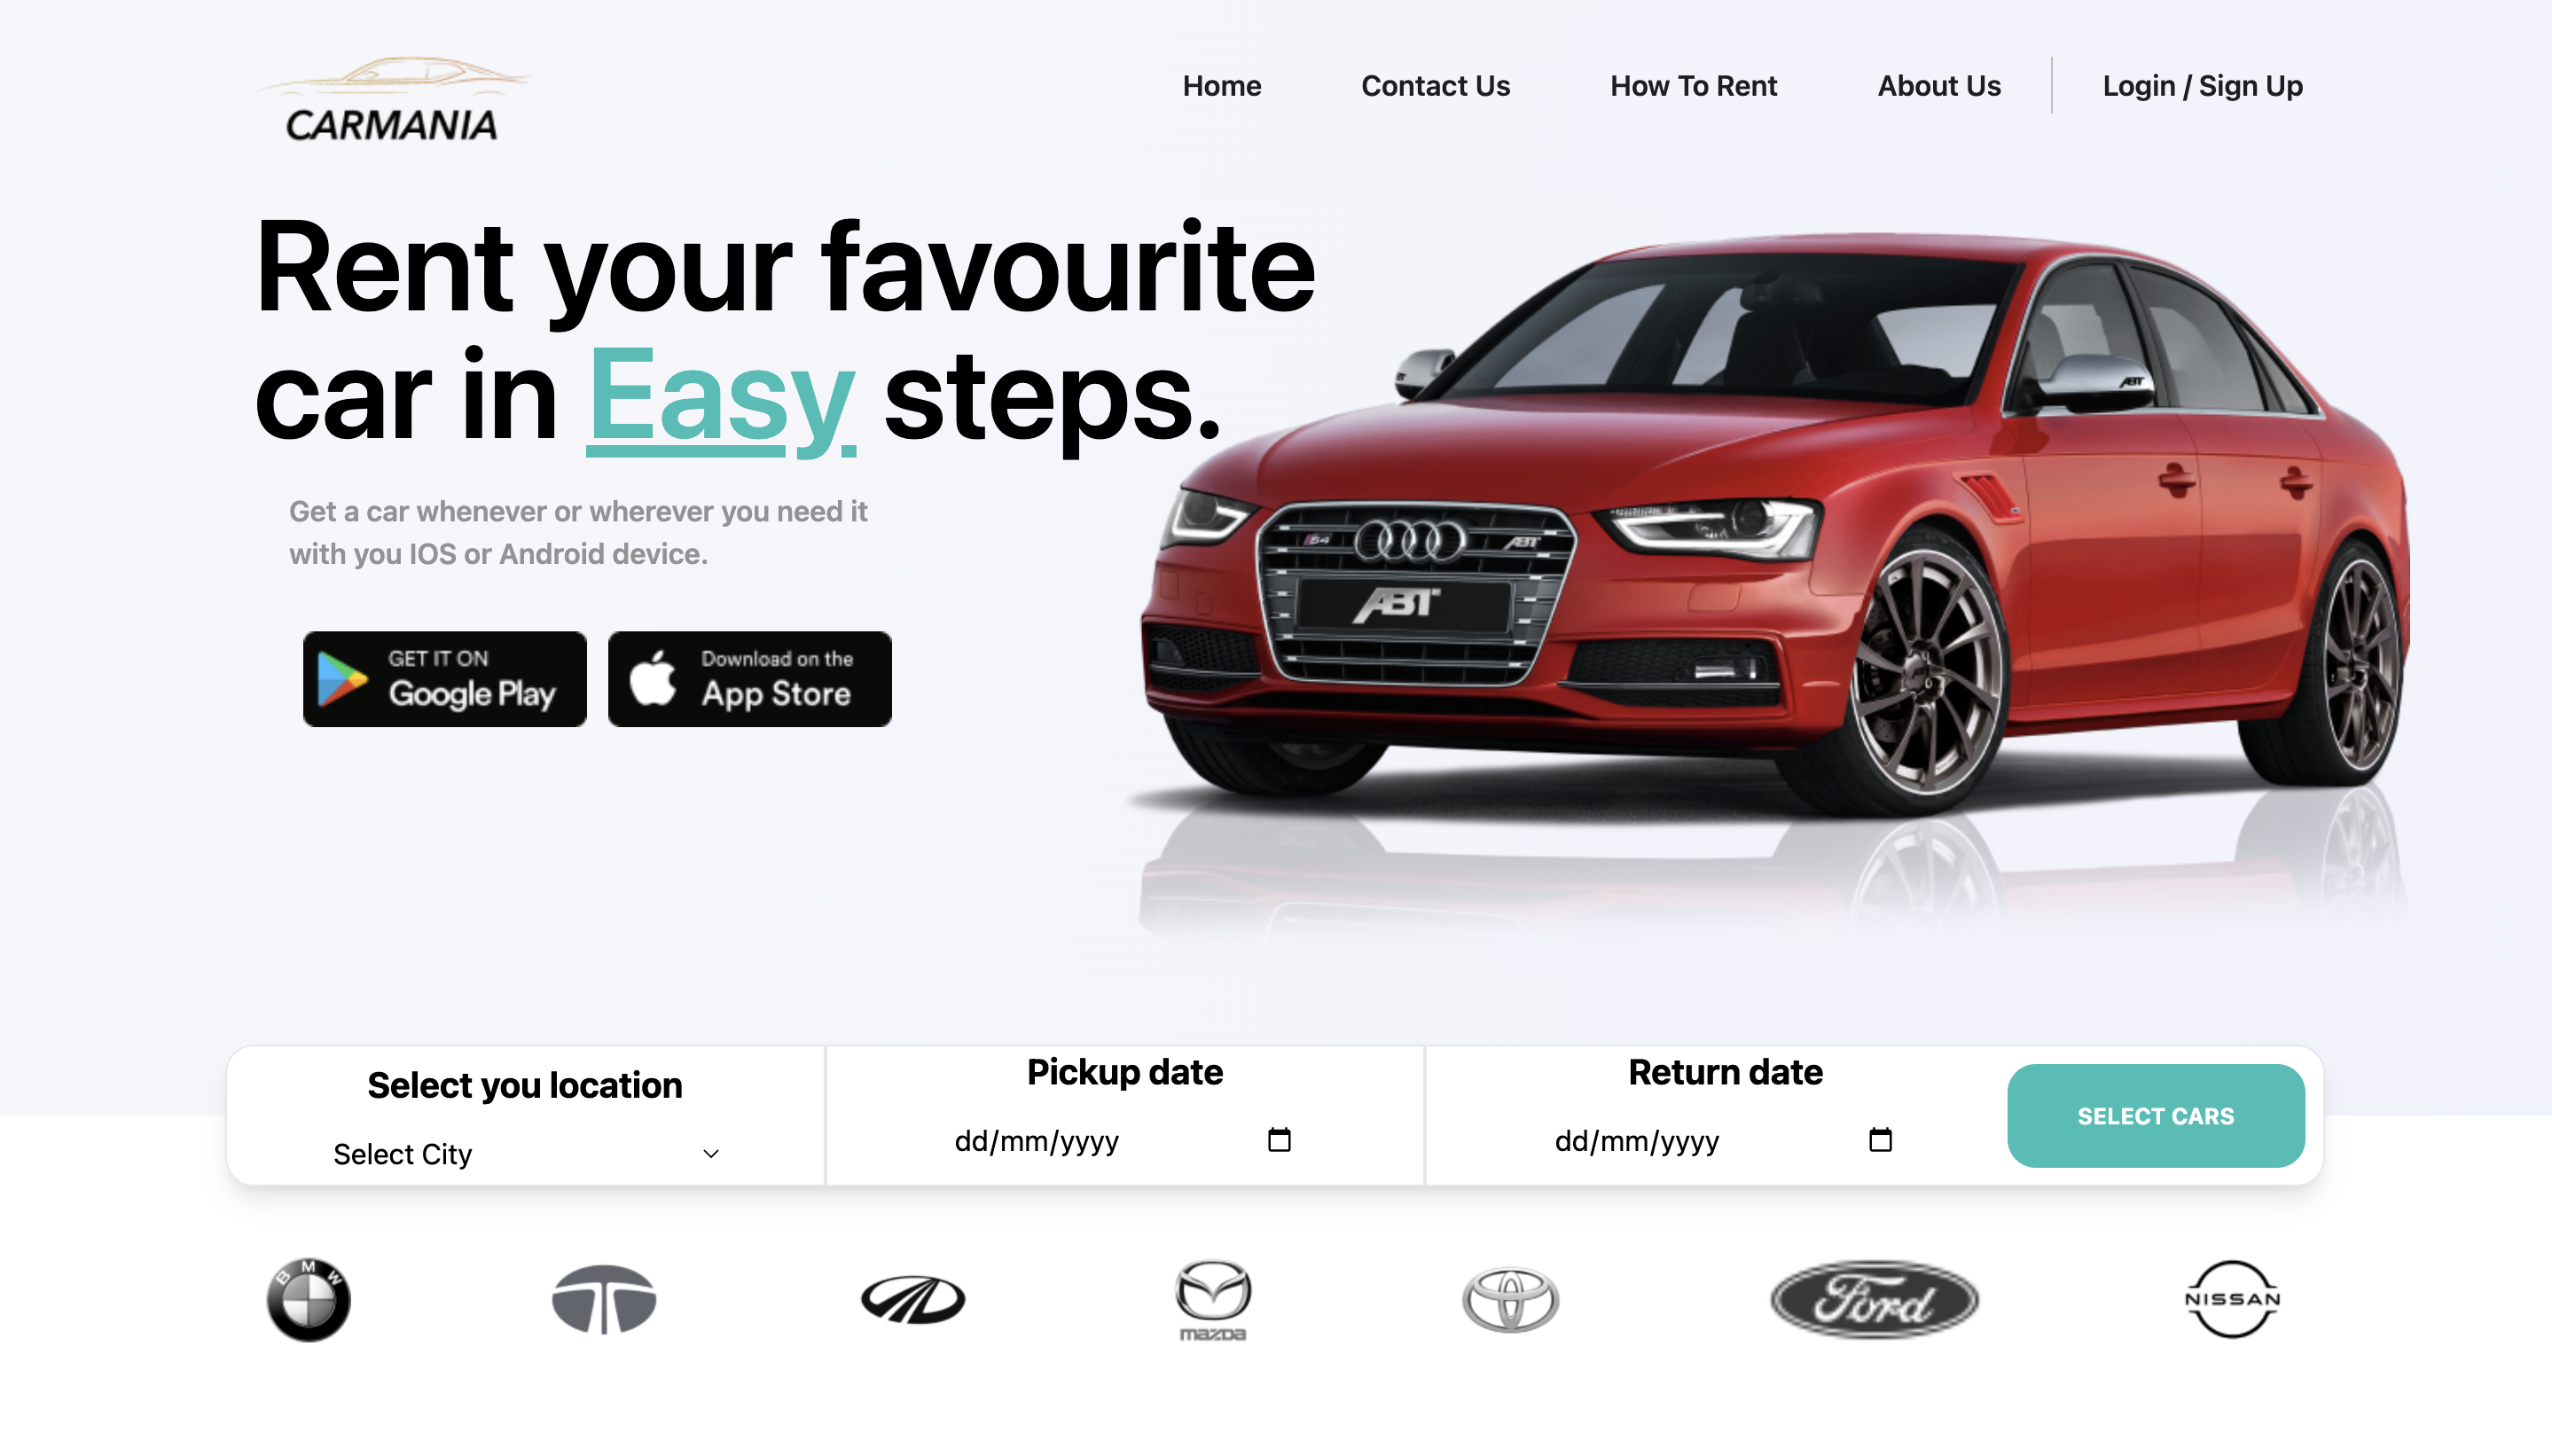 CARMANIA
Home Contact Us How To Rent About Us Login / Sign Up
Rent your favourite
car in Easy steps.
Get a car whenever or wherever you need it
with you IOS or Android device.
GET IT ON
Google Play
Download on the
App Store
ABT
S4 ABT
ABT
Select you location
Select City
Pickup date
dd/mm/yyyy
Return date
dd/mm/yyyy
SELECT CARS
BMW
mazda
Ford
NISSAN